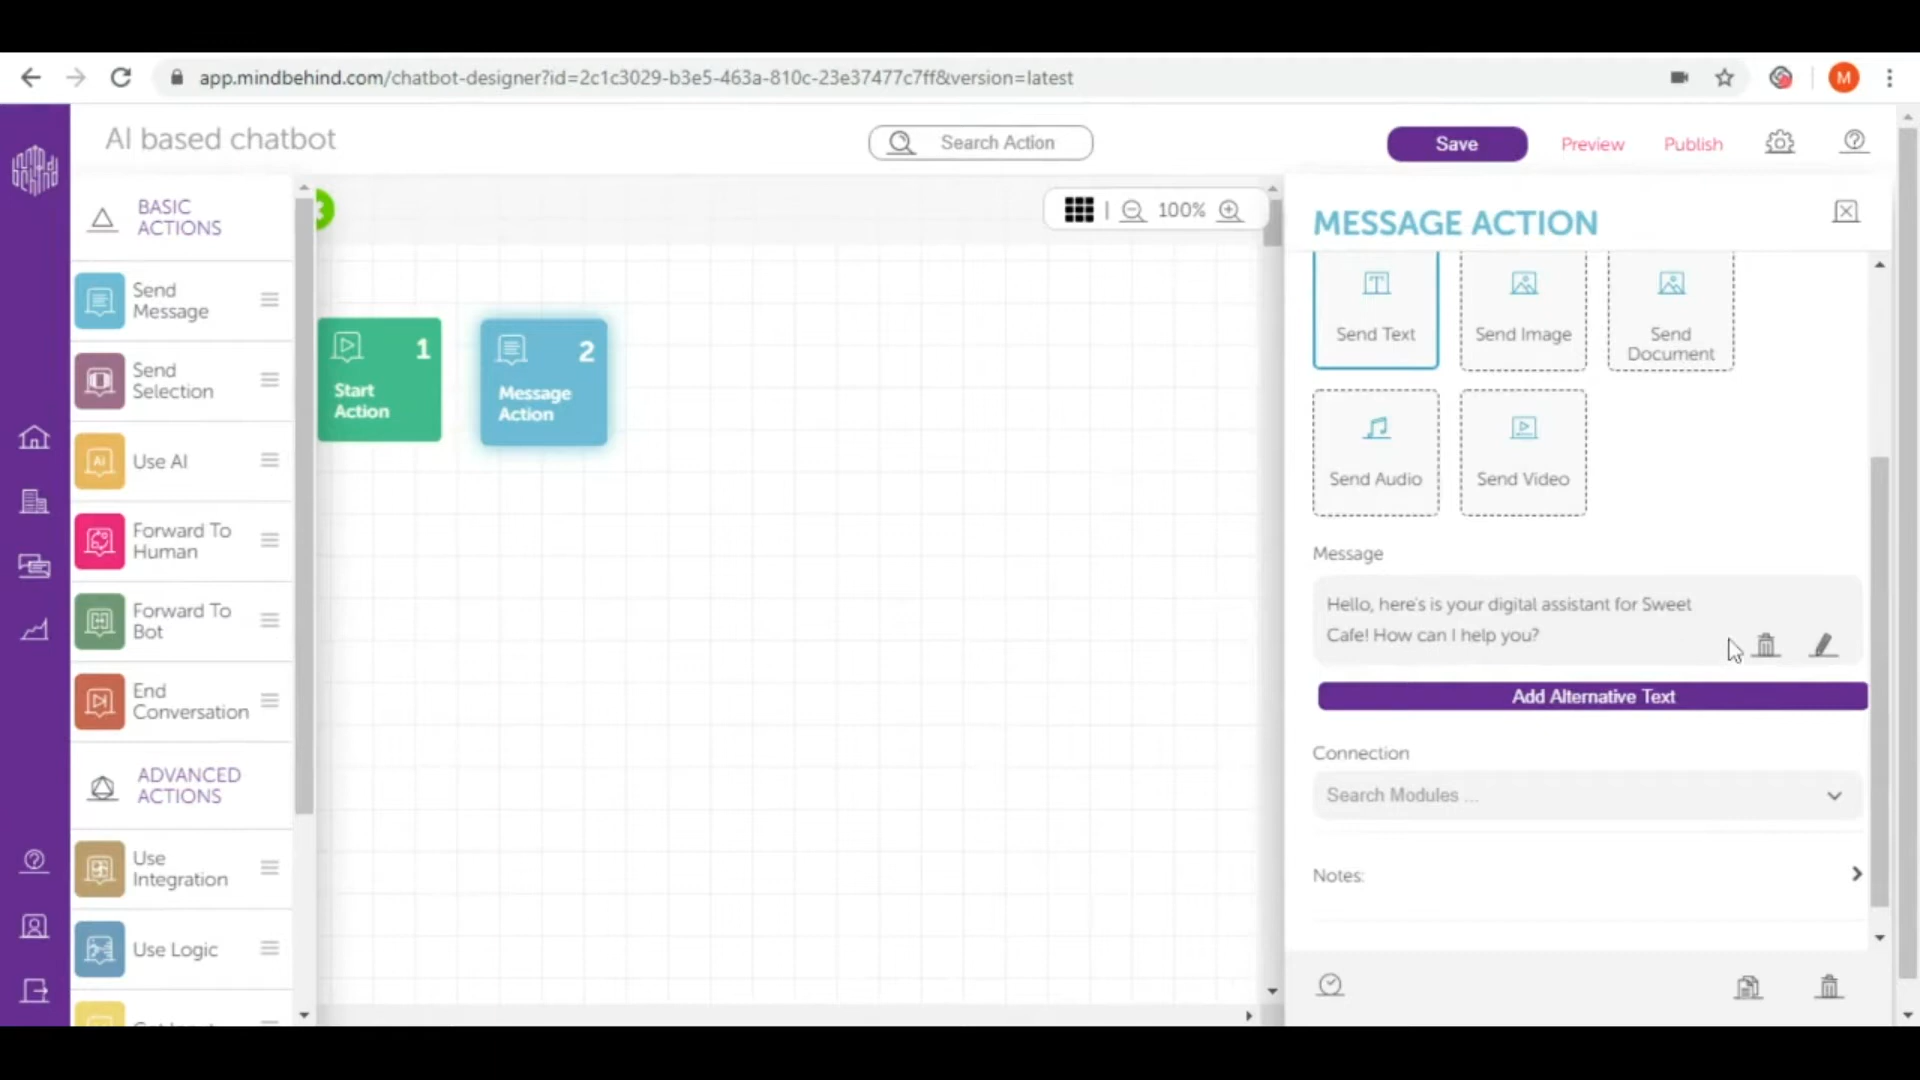 app.mindbehind.com/chatbot-designer?id=2c1c3029-b3e5-463a-810c-23e37477c7ff&version=latest
M
AI based chatbot
Search Action
Save
Preview
Publish
BASIC
ACTIONS
Send
Message
Send
Selection
AI
Use AI
Forward To
Human
Forward To
Bot
End
Conversation
ADVANCED
ACTIONS
Use
Integration
Use Logic
100%
1
Start
Action
2
Message
Action
MESSAGE ACTION
Send Text
Send Image
Send
Document
Send Audio
Send Video
Message
Hello, here's is your digital assistant for Sweet
Cafe! How can I help you?
Add Alternative Text
Connection
Search Modules ...
Notes: